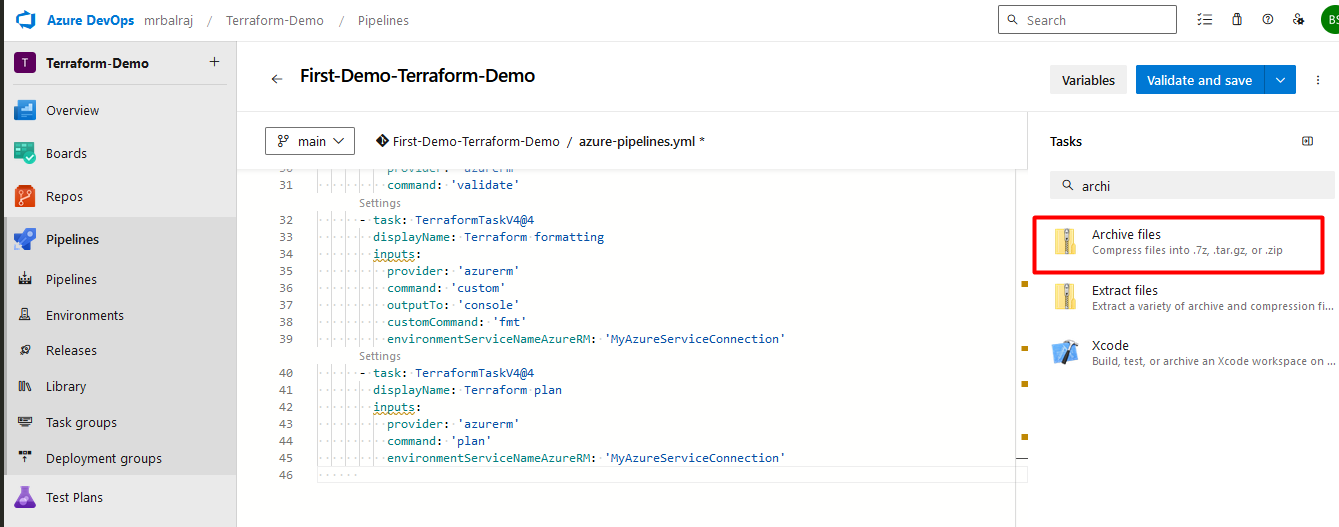 Azure DevOps mrbalraj / Terraform-Demo / Pipelines Search BS
T Terraform-Demo +
Overview
Boards
Repos
Pipelines
Pipelines
Environments
Releases
Library
Task groups
Deployment groups
Test Plans
First-Demo-Terraform-Demo
Variables Validate and save
main First-Demo-Terraform-Demo / azure-pipelines.yml *
30 provider: 'azurerm'
31 command: 'validate'
Settings
32 - task: TerraformTaskV4@4
33 displayName: Terraform formatting
34 inputs:
35 provider: 'azurerm'
36 command: 'custom'
37 outputTo: 'console'
38 customCommand: 'fmt'
39 environmentServiceNameAzureRM: 'MyAzureServiceConnection'
Settings
40 - task: TerraformTaskV4@4
41 displayName: Terraform plan
42 inputs:
43 provider: 'azurerm'
44 command: 'plan'
45 environmentServiceNameAzureRM: 'MyAzureServiceConnection'
46
Tasks
archi
Archive files
Compress files into .7z, .tar.gz, or .zip
Extract files
Extract a variety of archive and compression fi...
Xcode
Build, test, or archive an Xcode workspace on ...